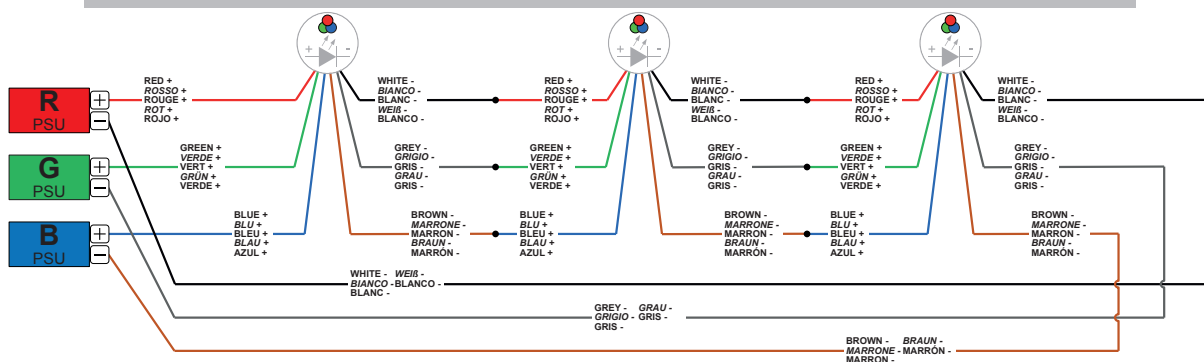 + -
+ -
+ -
R
PSU
+
−
RED +
ROSSO +
ROUGE +
ROT +
ROJO +
WHITE -
BIANCO -
BLANC -
WEIß -
BLANCO -
RED +
ROSSO +
ROUGE +
ROT +
ROJO +
WHITE -
BIANCO -
BLANC -
WEIß -
BLANCO -
RED +
ROSSO +
ROUGE +
ROT +
ROJO +
WHITE -
BIANCO -
BLANC -
WEIß -
BLANCO -
G
PSU
+
−
GREEN +
VERDE +
VERT +
GRÜN +
VERDE +
GREY -
GRIGIO -
GRIS -
GRAU -
GRIS -
GREEN +
VERDE +
VERT +
GRÜN +
VERDE +
GREY -
GRIGIO -
GRIS -
GRAU -
GRIS -
GREEN +
VERDE +
VERT +
GRÜN +
VERDE +
GREY -
GRIGIO -
GRIS -
GRAU -
GRIS -
B
PSU
+
−
BLUE +
BLU +
BLEU +
BLAU +
AZUL +
BROWN -
MARRONE -
MARRON -
BRAUN -
MARRÓN -
BLUE +
BLU +
BLEU +
BLAU +
AZUL +
BROWN -
MARRONE -
MARRON -
BRAUN -
MARRÓN -
BLUE +
BLU +
BLEU +
BLAU +
AZUL +
BROWN -
MARRONE -
MARRON -
BRAUN -
MARRÓN -
WHITE - WEIß -
BIANCO - BLANCO -
BLANC -
GREY - GRAU -
GRIGIO - GRIS -
GRIS -
BROWN - BRAUN -
MARRONE - MARRÓN -
MARRON -